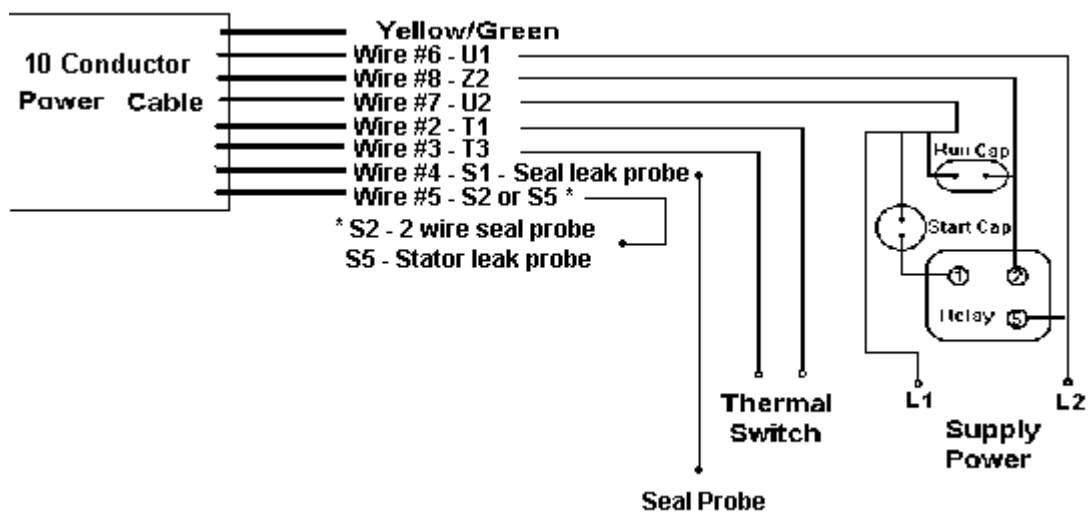 10 Conductor
Power Cable
Yellow/Green
Wire #6 - U1
Wire #8 - Z2
Wire #7 - U2
Wire #2 - T1
Wire #3 - T3
Wire #4 - S1 - Seal leak probe
Wire #5 - S2 or S5 *
* S2 - 2 wire seal probe
S5 - Stator leak probe
Run Cap
Start Cap
1
2
Relay
5
Thermal
Switch
L1
L2
Supply
Power
Seal Probe